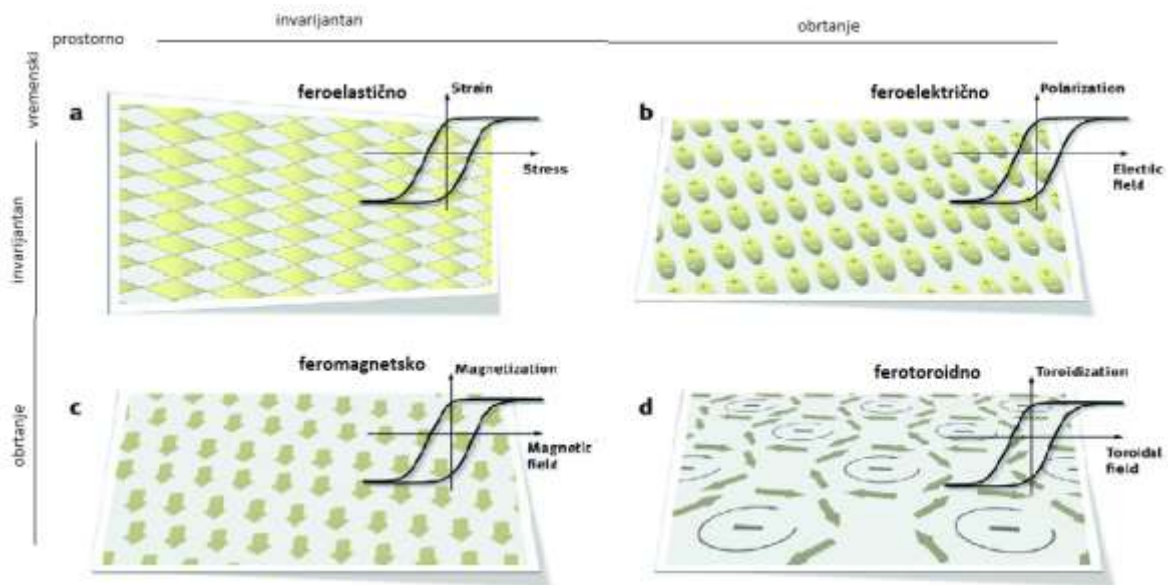 invarijantan
obrtanje
prostorno
vremenski
invarijantan
obrtanje
a
feroelastično
Strain
Stress
b
feroelektrično
Polarization
Electric
field
c
feromagnetsko
Magnetization
Magnetic
field
d
ferotoroidno
Toroidization
Toroidal
field